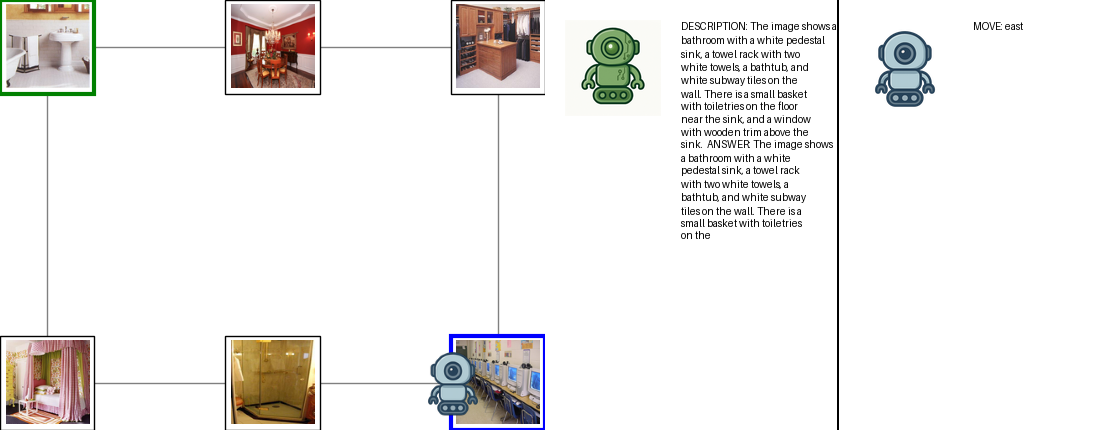 DESCRIPTION: The image shows a
bathroom with a white pedestal
sink, a towel rack with two
white towels, a bathtub, and
white subway tiles on the
wall. There is a small basket
with toiletries on the floor
near the sink, and a window
with wooden trim above the
sink. ANSWER: The image shows
a bathroom with a white
pedestal sink, a towel rack
with two white towels, a
bathtub, and white subway
tiles on the wall. There is a
small basket with toiletries
on the
MOVE: east